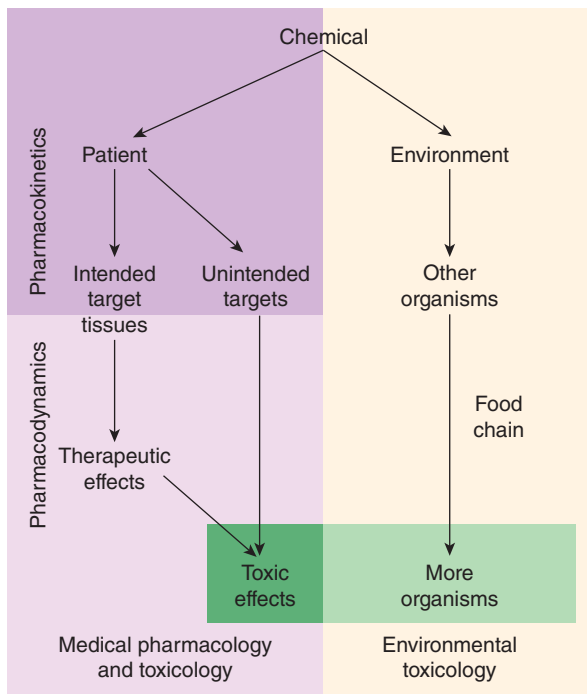 Chemical
Patient
Environment
Pharmacokinetics
Intended
target
tissues
Unintended
targets
Other
organisms
Pharmacodynamics
Food
chain
Therapeutic
effects
Toxic
effects
More
organisms
Medical pharmacology
and toxicology
Environmental
toxicology